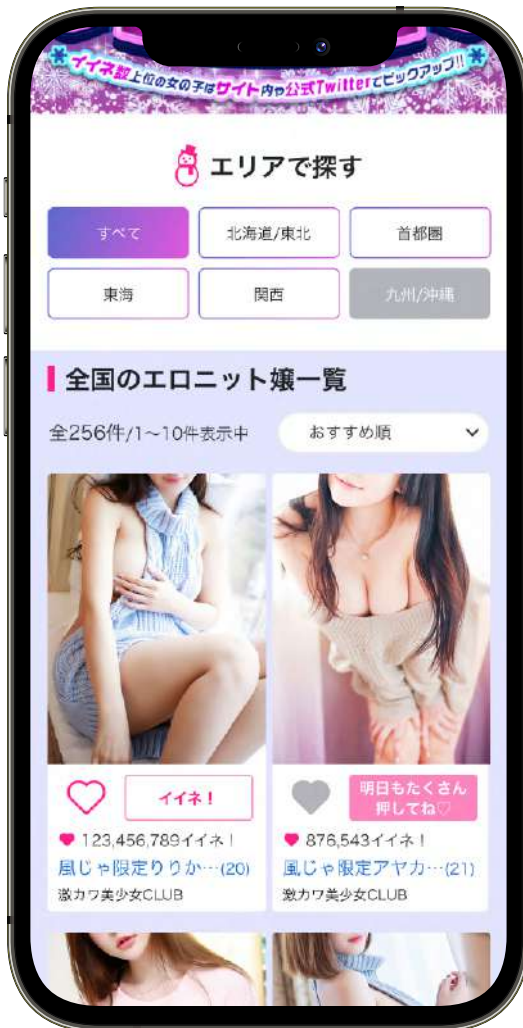 イイネ数上位の女の子はサイト内や公式Twitterでピックアップ!!
エリアで探す
すべて
北海道/東北
首都圏
東海
関西
九州/沖縄
全国のエロニット嬢一覧
全256件/1～10件表示中
おすすめ順
イイネ！
明日もたくさん
押してね♡
123,456,789イイネ！
876,543イイネ！
風じゃ限定りりか…(20)
風じゃ限定アヤカ…(21)
激カワ美少女CLUB
激カワ美少女CLUB